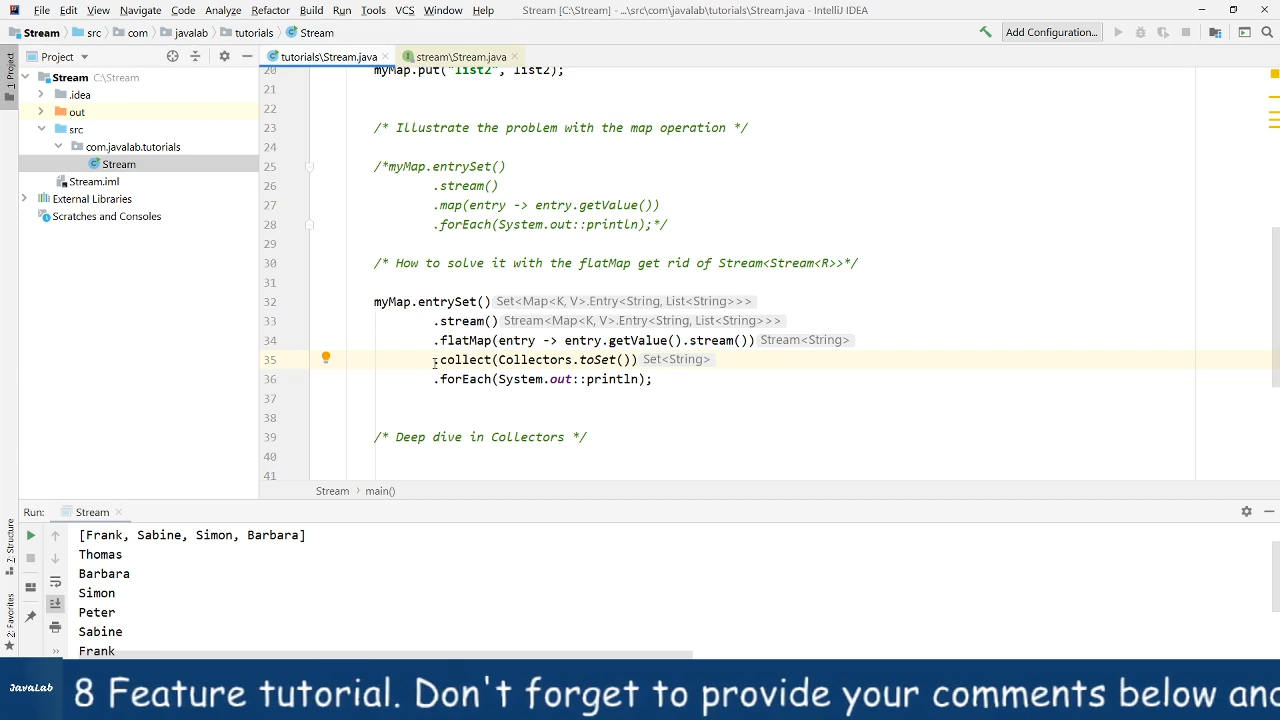 File Edit View Navigate Code Analyze Refactor Build Run Tools VCS Window Help Stream [C:\Stream] - ...\src\com\javalab\tutorials\Stream.java - IntelliJ IDEA
Stream src com javalab tutorials Stream Add Configuration...
1: Project
Project tutorials\Stream.java stream\Stream.java
Stream C:\Stream
.idea
out
src
com.javalab.tutorials
Stream
Stream.iml
External Libraries
Scratches and Consoles
20 myMap.put("list2", list2);
21
22
23 /* Illustrate the problem with the map operation */
24
25 /*myMap.entrySet()
26 .stream()
27 .map(entry -> entry.getValue())
28 .forEach(System.out::println);*/
29
30 /* How to solve it with the flatMap get rid of Stream<Stream<R>>*/
31
32 myMap.entrySet() Set<Map<K, V>.Entry<String, List<String>>>
33 .stream() Stream<Map<K, V>.Entry<String, List<String>>>
34 .flatMap(entry -> entry.getValue().stream()) Stream<String>
35 .collect(Collectors.toSet()) Set<String>
36 .forEach(System.out::println);
37
38
39 /* Deep dive in Collectors */
40
41
Stream › main()
Run: Stream
7: Structure
2: Favorites
[Frank, Sabine, Simon, Barbara]
Thomas
Barbara
Simon
Peter
Sabine
Frank
JavaLab 8 Feature tutorial. Don't forget to provide your comments below and